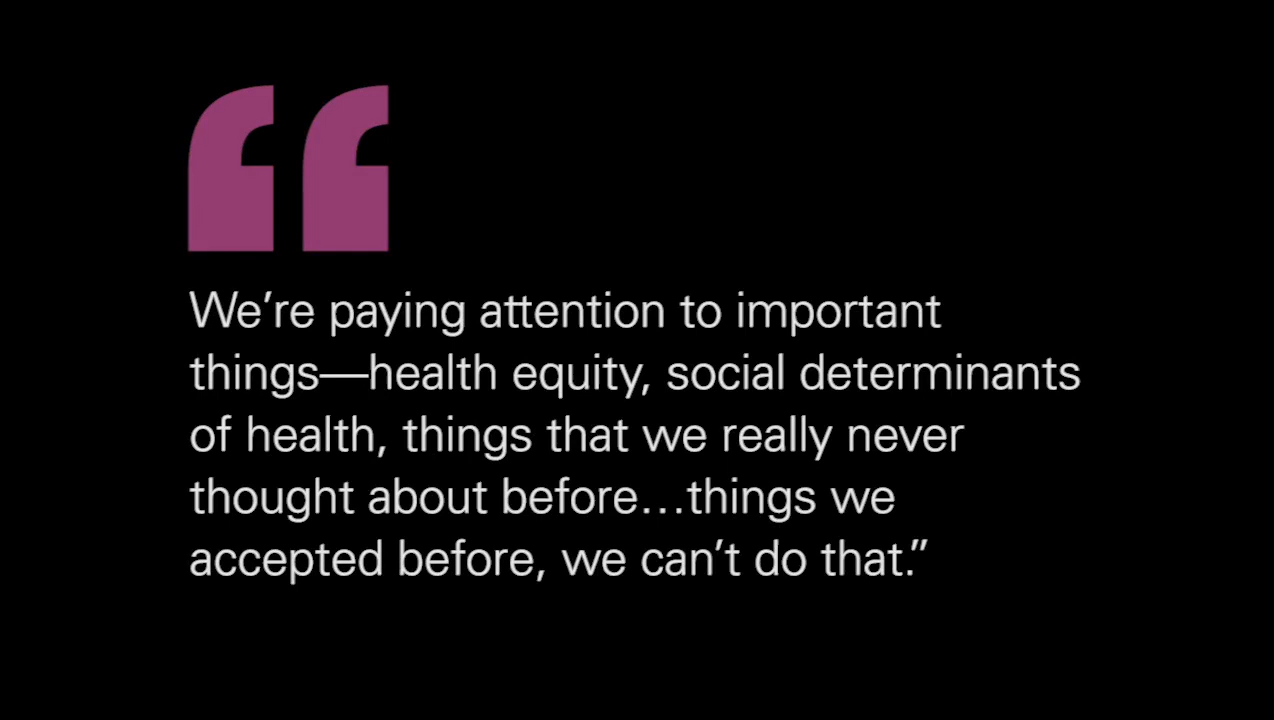 “
We’re paying attention to important
things—health equity, social determinants
of health, things that we really never
thought about before…things we
accepted before, we can’t do that.”